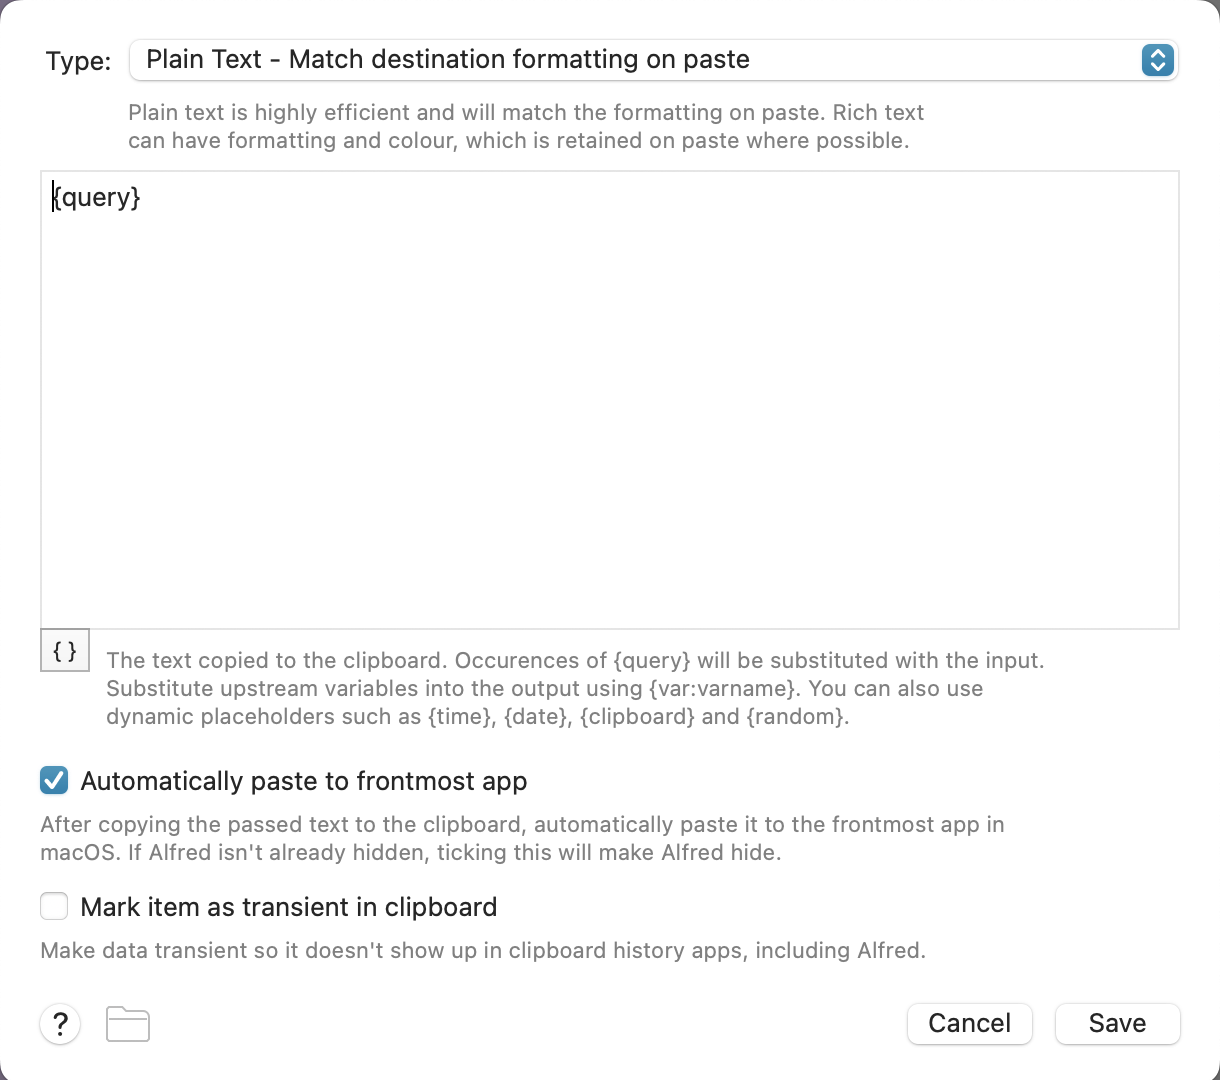 Type: Plain Text - Match destination formatting on paste
Plain text is highly efficient and will match the formatting on paste. Rich text
can have formatting and colour, which is retained on paste where possible.
{query}
{ }
The text copied to the clipboard. Occurences of {query} will be substituted with the input.
Substitute upstream variables into the output using {var:varname}. You can also use
dynamic placeholders such as {time}, {date}, {clipboard} and {random}.
Automatically paste to frontmost app
After copying the passed text to the clipboard, automatically paste it to the frontmost app in
macOS. If Alfred isn't already hidden, ticking this will make Alfred hide.
Mark item as transient in clipboard
Make data transient so it doesn't show up in clipboard history apps, including Alfred.
? Cancel Save